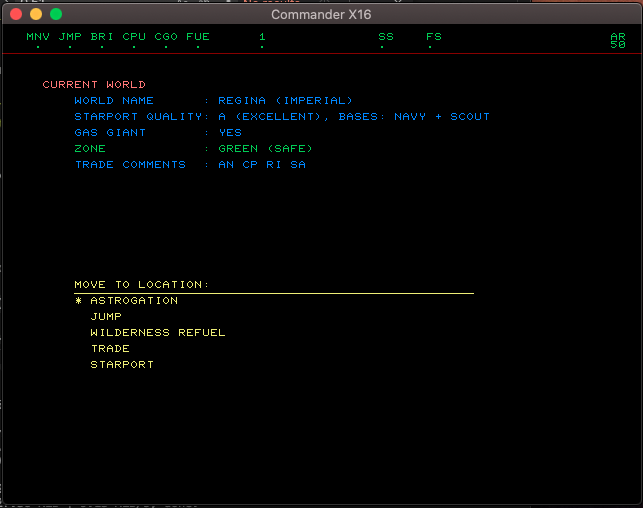 Commander X16
MNV JMP BRI CPU CGO FUE 1 SS FS AR
50
CURRENT WORLD
WORLD NAME : REGINA (IMPERIAL)
STARPORT QUALITY: A (EXCELLENT), BASES: NAVY + SCOUT
GAS GIANT : YES
ZONE : GREEN (SAFE)
TRADE COMMENTS : AN CP RI SA
MOVE TO LOCATION:
* ASTROGATION
JUMP
WILDERNESS REFUEL
TRADE
STARPORT